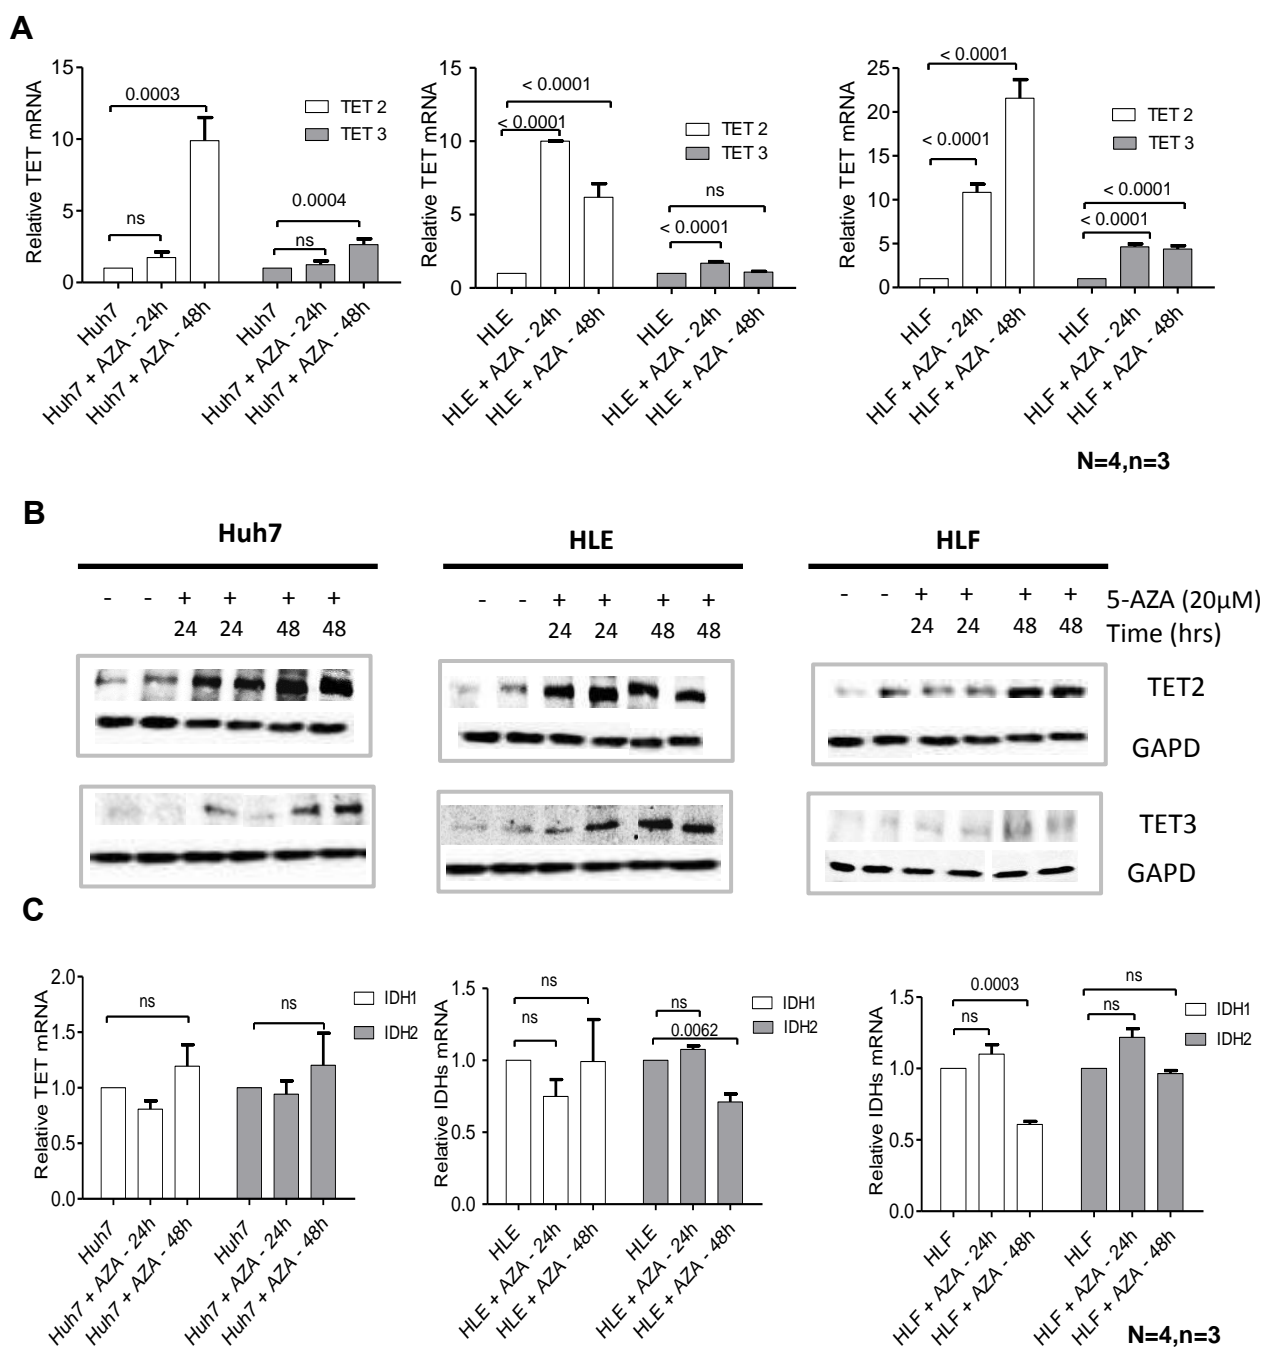 A
Relative TET mRNA
15
10
5
0
0.0003
ns
0.0004
ns
TET 2
TET 3
Huh7
Huh7 + AZA - 24h
Huh7 + AZA - 48h
Huh7
Huh7 + AZA - 24h
Huh7 + AZA - 48h
Relative TET mRNA
15
10
5
0
< 0.0001
< 0.0001
ns
< 0.0001
TET 2
TET 3
HLE
HLE + AZA - 24h
HLE + AZA - 48h
HLE
HLE + AZA - 24h
HLE + AZA - 48h
Relative TET mRNA
25
20
15
10
5
0
< 0.0001
< 0.0001
< 0.0001
< 0.0001
TET 2
TET 3
HLF
HLF + AZA - 24h
HLF + AZA - 48h
HLF
HLF + AZA - 24h
HLF + AZA - 48h
N=4,n=3
B
Huh7
HLE
HLF
- - + + + +
24 24 48 48
- - + + + +
24 24 48 48
- - + + + + 5-AZA (20µM)
24 24 48 48 Time (hrs)
TET2
GAPD
TET3
GAPD
C
Relative TET mRNA
2.0
1.5
1.0
0.5
0.0
ns
ns
IDH1
IDH2
Huh7
Huh7 + AZA - 24h
Huh7 + AZA - 48h
Huh7
Huh7 + AZA - 24h
Huh7 + AZA - 48h
Relative IDHs mRNA
1.5
1.0
0.5
0.0
ns
ns
ns
0.0062
IDH1
IDH2
HLE
HLE + AZA - 24h
HLE + AZA - 48h
HLE
HLE + AZA - 24h
HLE + AZA - 48h
Relative IDHs mRNA
1.5
1.0
0.5
0.0
0.0003
ns
ns
ns
IDH1
IDH2
HLF
HLF + AZA - 24h
HLF + AZA - 48h
HLF
HLF + AZA - 24h
HLF + AZA - 48h
N=4,n=3